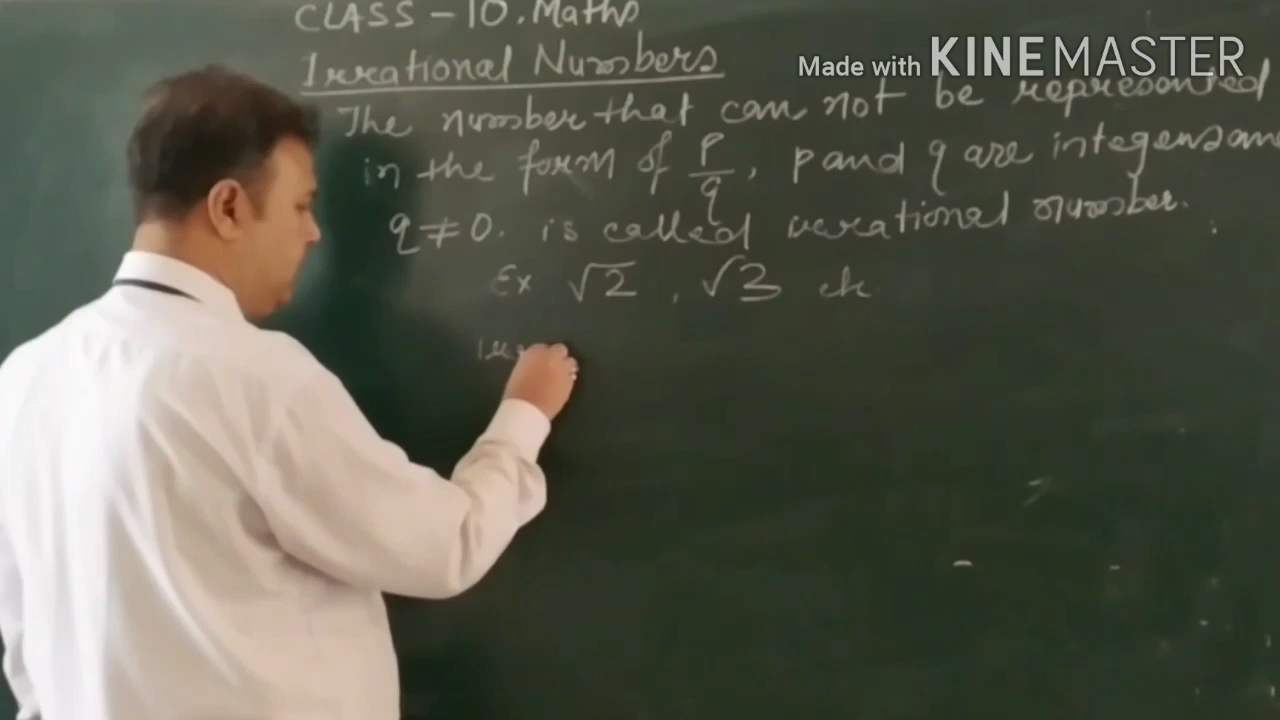 CLASS - 10. Maths
Irrational Numbers
Made with KINEMASTER
The number that can not be represented
in the form of p/q, p and q are integers an
q ≠ 0. is called irrational number.
Ex √2, √3 etc